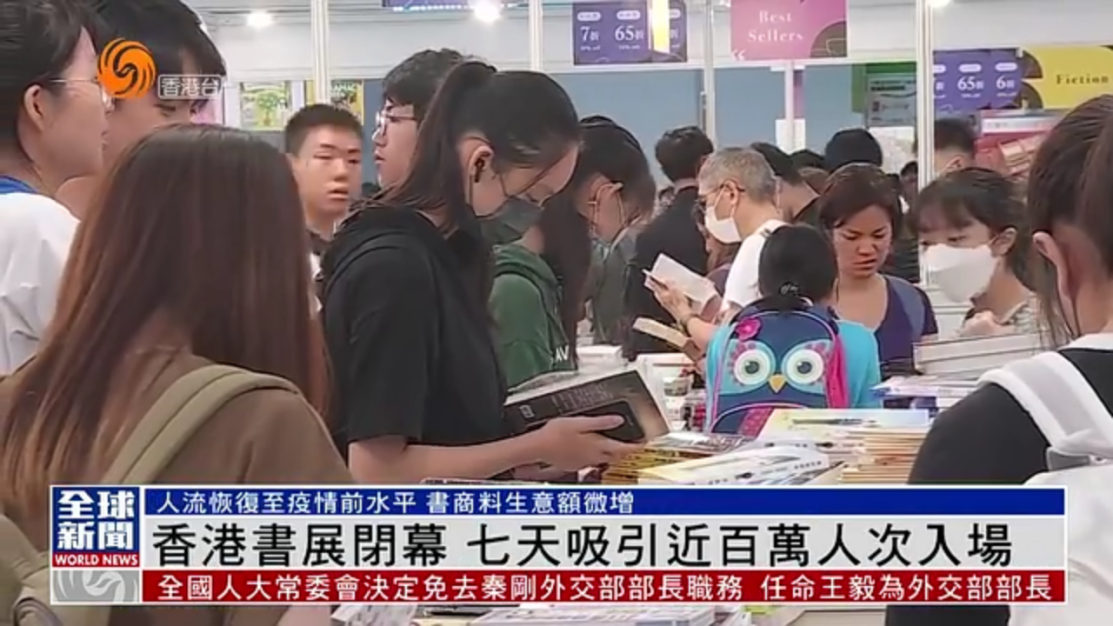 香港台
7折
65折
Best
Sellers
65折
6
Fiction
全球
新聞
WORLD NEWS
人流恢復至疫情前水平 書商料生意額微增
香港書展閉幕 七天吸引近百萬人次入場
全國人大常委會決定免去秦剛外交部部長職務 任命王毅為外交部部長